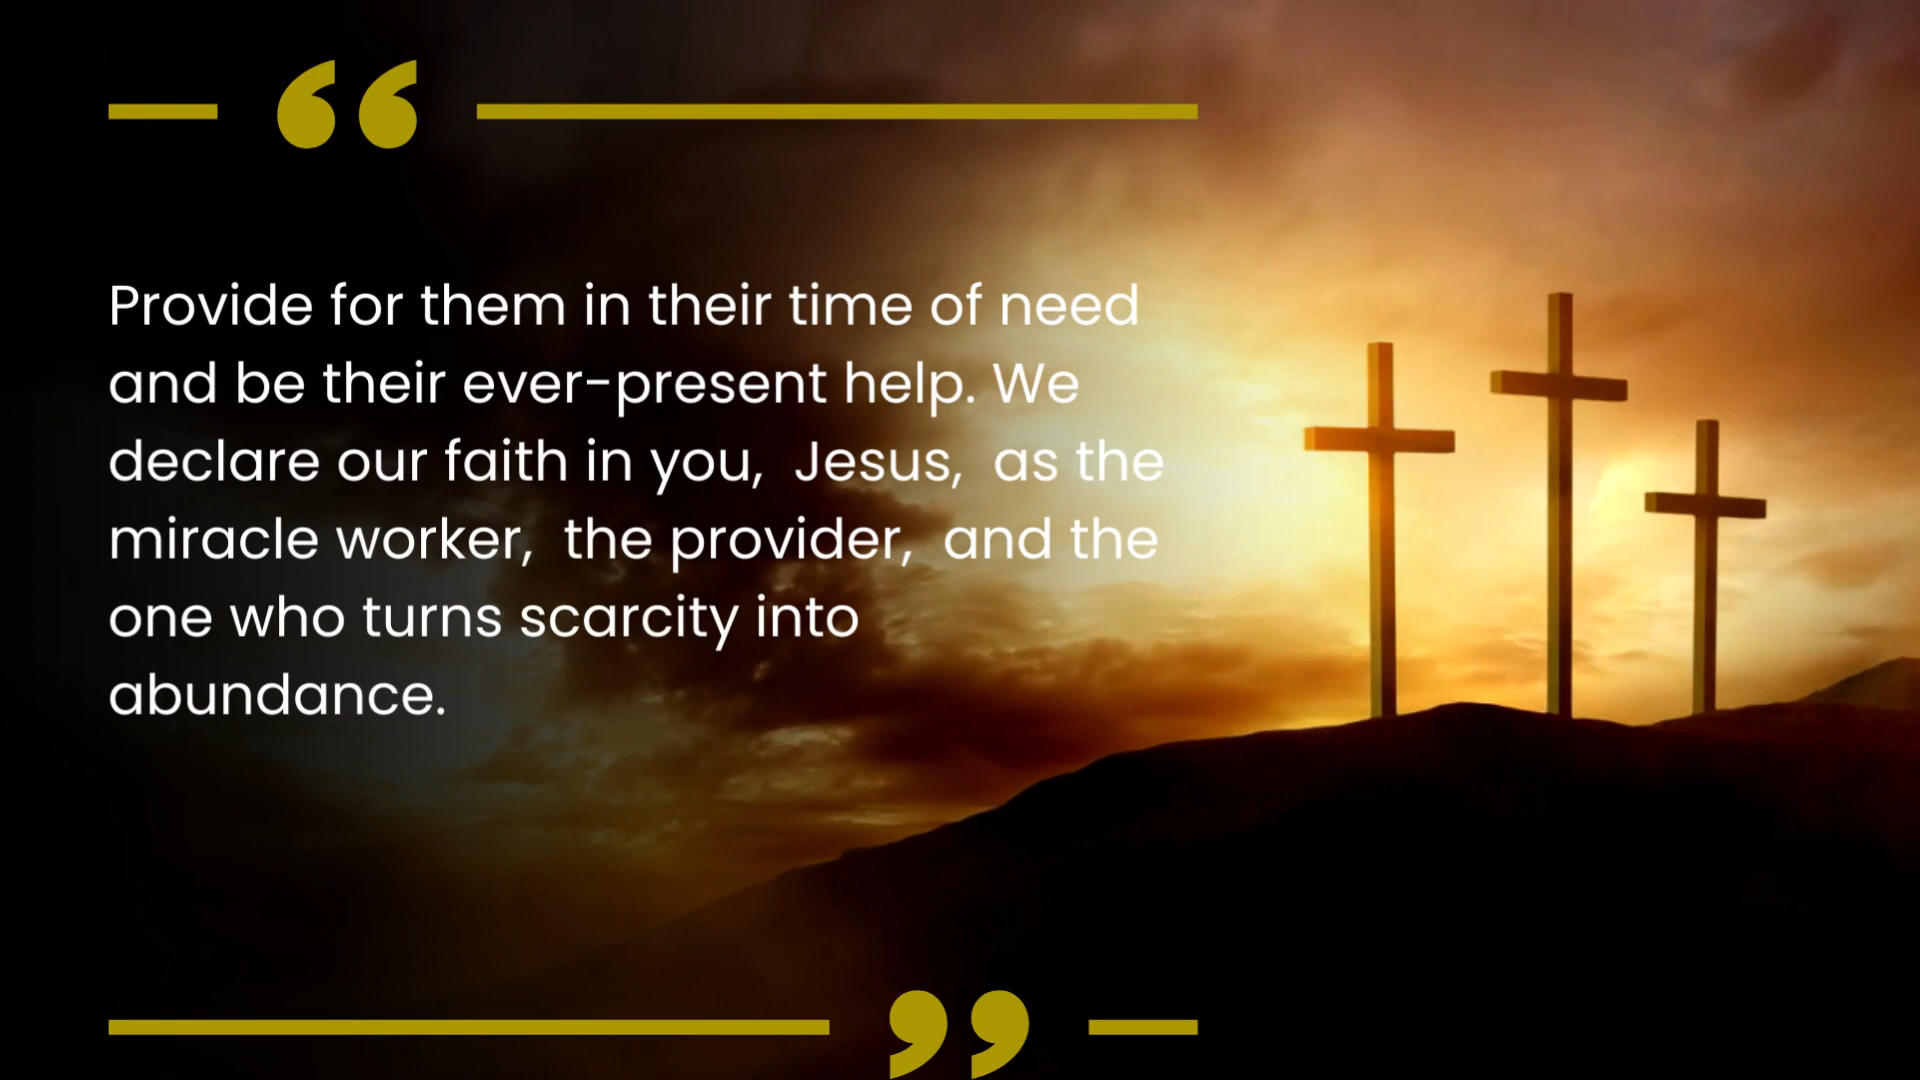 “
Provide for them in their time of need
and be their ever-present help. We
declare our faith in you,  Jesus,  as the
miracle worker,  the provider,  and the
one who turns scarcity into
abundance.
”